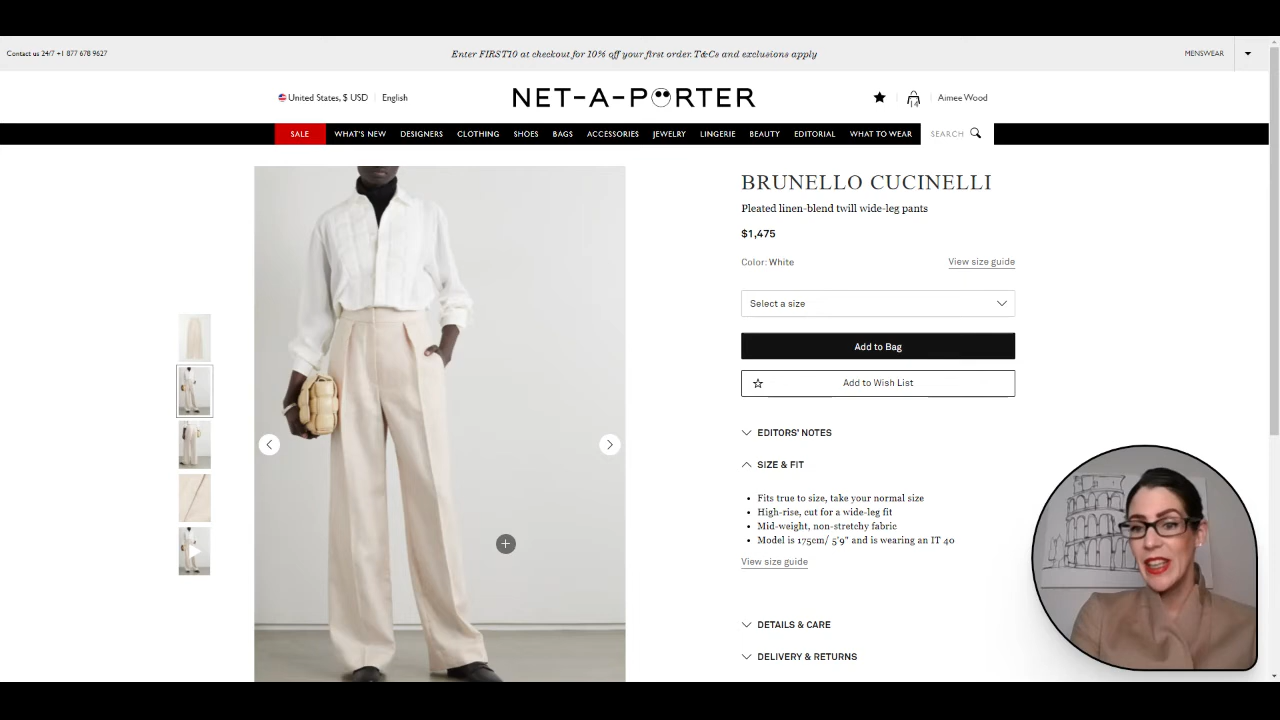 Contact us 24/7 +1 877 678 9627
Enter FIRST10 at checkout for 10% off your first order. T&Cs and exclusions apply
MENSWEAR
United States, $ USD
English
NET-A-PORTER
14
Aimee Wood
SALE
WHAT'S NEW
DESIGNERS
CLOTHING
SHOES
BAGS
ACCESSORIES
JEWELRY
LINGERIE
BEAUTY
EDITORIAL
WHAT TO WEAR
SEARCH
BRUNELLO CUCINELLI
Pleated linen-blend twill wide-leg pants
$1,475
Color: White
View size guide
Select a size
Add to Bag
Add to Wish List
EDITORS' NOTES
SIZE & FIT
• Fits true to size, take your normal size
• High-rise, cut for a wide-leg fit
• Mid-weight, non-stretchy fabric
• Model is 175cm/ 5'9" and is wearing an IT 40
View size guide
DETAILS & CARE
DELIVERY & RETURNS